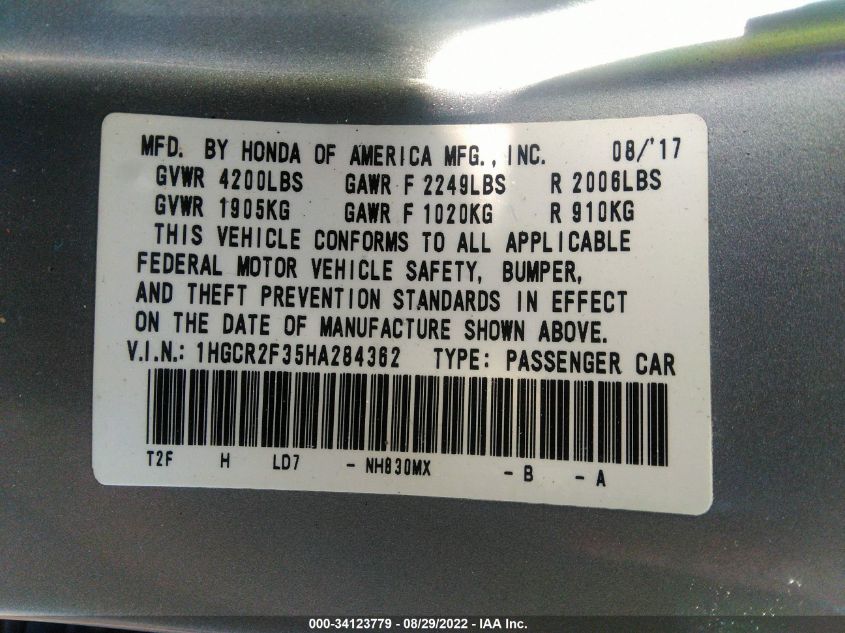 MFD. BY HONDA OF AMERICA MFG., INC. 08/'17
GVWR 4200LBS GAWR F 2249LBS R 2006LBS
GVWR 1905KG GAWR F 1020KG R 910KG
THIS VEHICLE CONFORMS TO ALL APPLICABLE
FEDERAL MOTOR VEHICLE SAFETY, BUMPER,
AND THEFT PREVENTION STANDARDS IN EFFECT
ON THE DATE OF MANUFACTURE SHOWN ABOVE.
V.I.N.: 1HGCR2F35HA284362 TYPE: PASSENGER CAR
T2F H LD7 - NH830MX - B - A
000-34123779 - 08/29/2022 - IAA Inc.